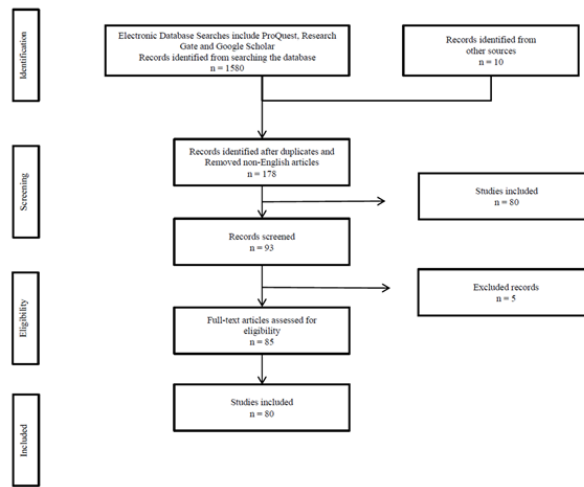 Identification
Electronic Database Searches include ProQuest, Research
Gate and Google Scholar
Records identified from searching the database
n = 1580
Records identified from
other sources
n = 10
Screening
Records identified after duplicates and
Removed non-English articles
n = 178
Studies included
n = 80
Records screened
n = 93
Eligibility
Excluded records
n = 5
Full-text articles assessed for
eligibility
n = 85
Included
Studies included
n = 80